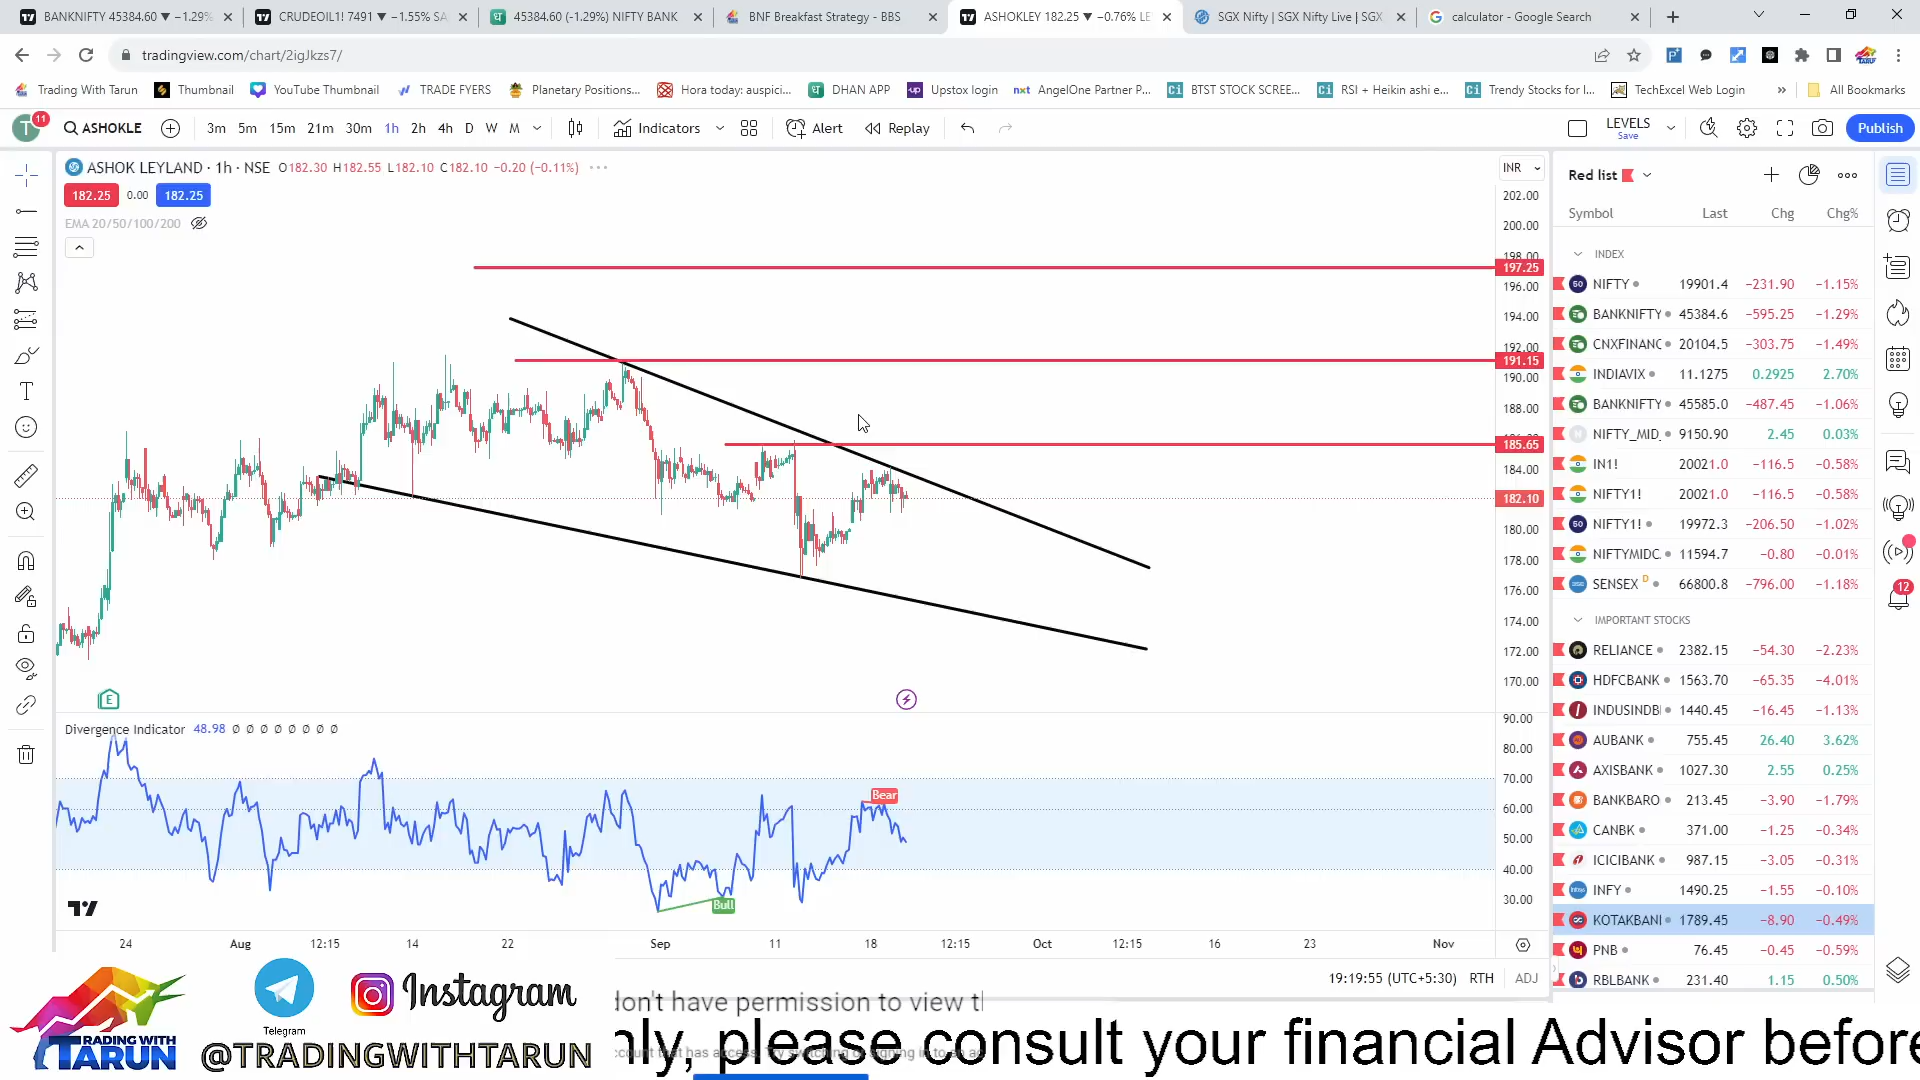 BANKNIFTY 45384.60 ▼ −1.29%
CRUDEOIL1! 7491 ▼ −1.55% SA
45384.60 (-1.29%) NIFTY BANK
BNF Breakfast Strategy - BBS
ASHOKLEY 182.25 ▼ −0.76% LE
SGX Nifty | SGX Nifty Live | SGX
calculator - Google Search
tradingview.com/chart/2igJkzs7/
Trading With Tarun
Thumbnail
YouTube Thumbnail
TRADE FYERS
Planetary Positions...
Hora today: auspici...
DHAN APP
Upstox login
AngelOne Partner P...
BTST STOCK SCREE...
RSI + Heikin ashi e...
Trendy Stocks for I...
TechExcel Web Login
»
All Bookmarks
T 11
ASHOKLE
3m 5m 15m 21m 30m 1h 2h 4h D W M
Indicators
Alert
Replay
LEVELS
Save
Publish
ASHOK LEYLAND · 1h · NSE O182.30 H182.55 L182.10 C182.10 −0.20 (−0.11%)
182.25 0.00 182.25
EMA 20/50/100/200
INR
202.00
200.00
198.00
197.25
196.00
194.00
192.00
191.15
190.00
188.00
185.65
184.00
182.10
180.00
178.00
176.00
174.00
172.00
170.00
E
Divergence Indicator 48.98 ∅ ∅ ∅ ∅ ∅ ∅ ∅ ∅
90.00
80.00
70.00
60.00
50.00
40.00
30.00
Bear
Bull
24 Aug 12:15 14 22 Sep 11 18 12:15 Oct 12:15 16 23 Nov
19:19:55 (UTC+5:30) RTH ADJ
Red list
Symbol Last Chg Chg%
INDEX
NIFTY 19901.4 −231.90 −1.15%
BANKNIFTY 45384.6 −595.25 −1.29%
CNXFINANC 20104.5 −303.75 −1.49%
INDIAVIX 11.1275 0.2925 2.70%
BANKNIFTY 45585.0 −487.45 −1.06%
NIFTY_MID_ 9150.90 2.45 0.03%
IN1! 20021.0 −116.5 −0.58%
NIFTY1! 20021.0 −116.5 −0.58%
NIFTY1! 19972.3 −206.50 −1.02%
NIFTYMIDC. 11594.7 −0.80 −0.01%
SENSEX D 66800.8 −796.00 −1.18%
IMPORTANT STOCKS
RELIANCE 2382.15 −54.30 −2.23%
HDFCBANK 1563.70 −65.35 −4.01%
INDUSINDB 1440.45 −16.45 −1.13%
AUBANK 755.45 26.40 3.62%
AXISBANK 1027.30 2.55 0.25%
BANKBARO 213.45 −3.90 −1.79%
CANBK 371.00 −1.25 −0.34%
ICICIBANK 987.15 −3.05 −0.31%
INFY 1490.25 −1.55 −0.10%
KOTAKBANI 1789.45 −8.90 −0.49%
PNB 76.45 −0.45 −0.59%
RBLBANK 231.40 1.15 0.50%
12
TRADING WITH
TARUN
Telegram
Instagram
@TRADINGWITHTARUN
don't have permission to view
please consult your financial Advisor before